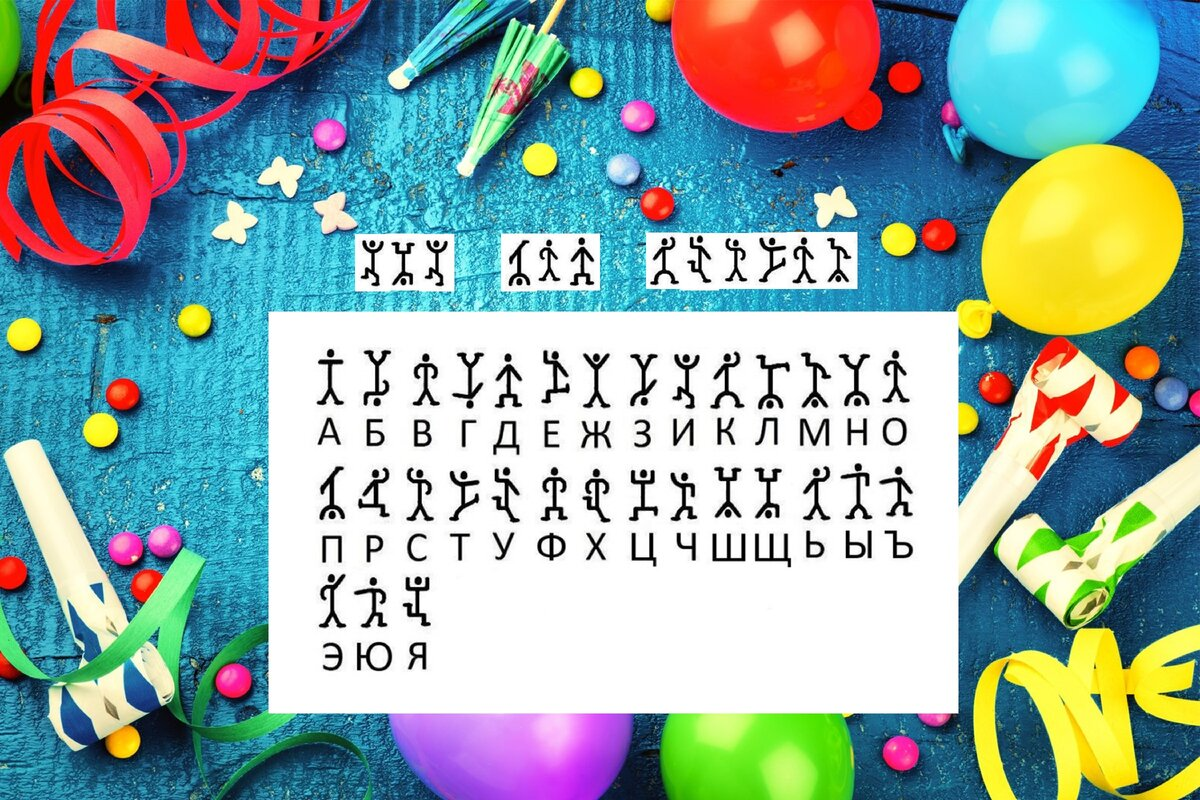 А Б В Г Д Е Ж З И К Л М Н О
П Р С Т У Ф Х Ц Ч Ш Щ Ь Ы Ъ
Э Ю Я